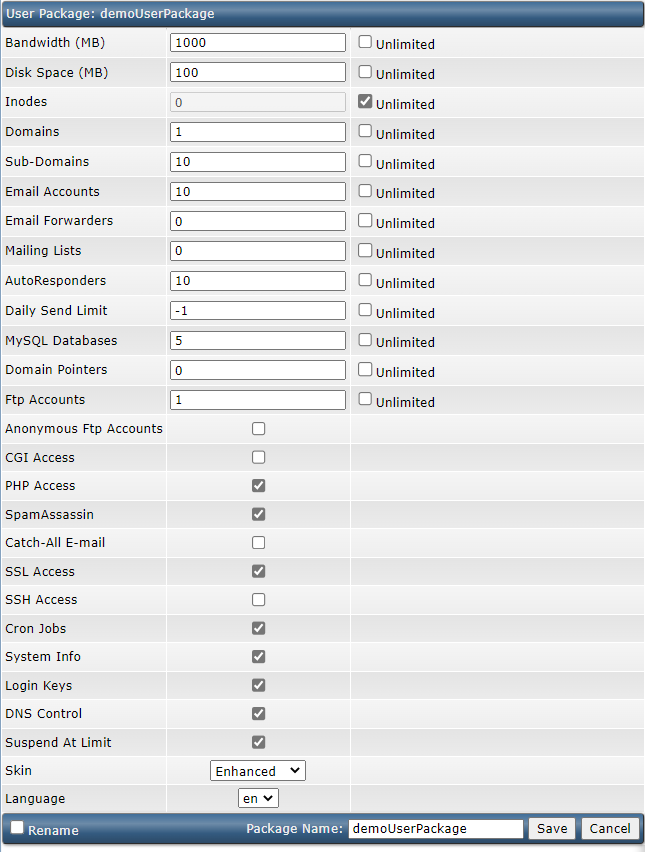 User Package: demoUserPackage
Bandwidth (MB) 1000 Unlimited
Disk Space (MB) 100 Unlimited
Inodes 0 Unlimited
Domains 1 Unlimited
Sub-Domains 10 Unlimited
Email Accounts 10 Unlimited
Email Forwarders 0 Unlimited
Mailing Lists 0 Unlimited
AutoResponders 10 Unlimited
Daily Send Limit -1 Unlimited
MySQL Databases 5 Unlimited
Domain Pointers 0 Unlimited
Ftp Accounts 1 Unlimited
Anonymous Ftp Accounts
CGI Access
PHP Access
SpamAssassin
Catch-All E-mail
SSL Access
SSH Access
Cron Jobs
System Info
Login Keys
DNS Control
Suspend At Limit
Skin Enhanced
Language en
Rename Package Name: demoUserPackage Save Cancel